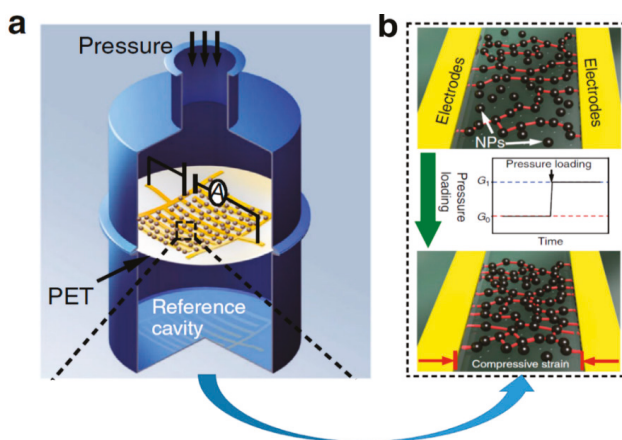 a
Pressure
A
PET
Reference
cavity
b
Electrodes
Electrodes
NPs
Pressure
loading
Pressure loading
G₁
G₀
Time
Compressive strain